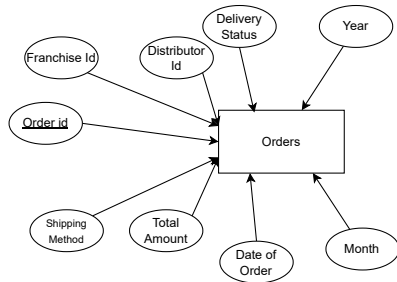 Delivery
Status
Year
Distributor
Id
Franchise Id
Order id
Orders
Shipping
Method
Total
Amount
Date of
Order
Month